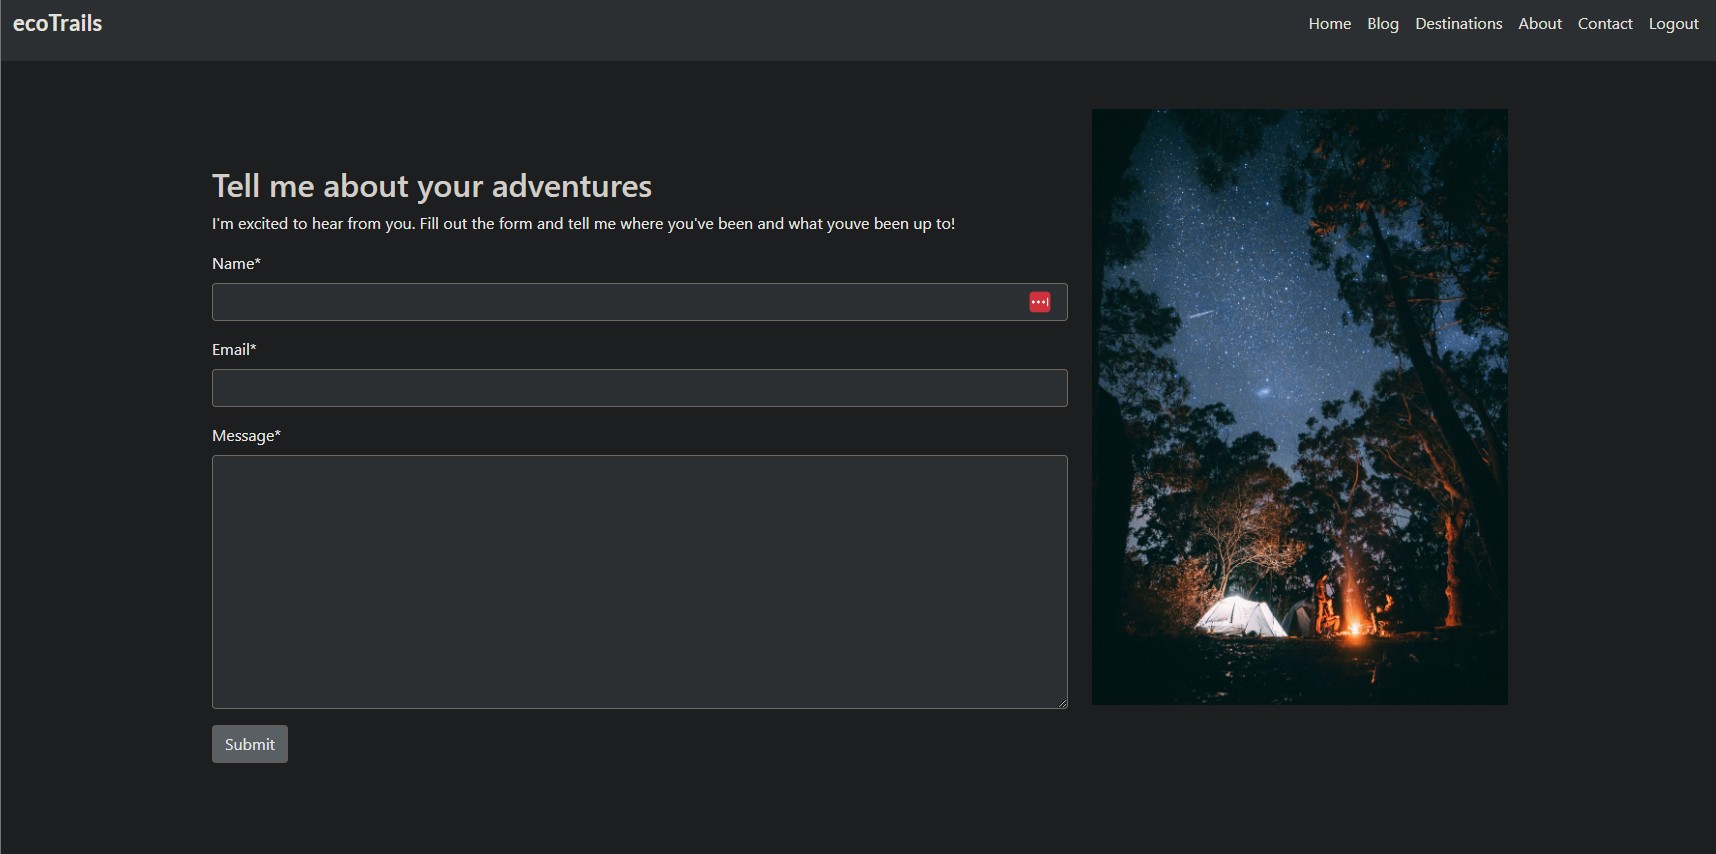 ecoTrails
Home Blog Destinations About Contact Logout
Tell me about your adventures
I'm excited to hear from you. Fill out the form and tell me where you've been and what youve been up to!
Name*
Email*
Message*
Submit